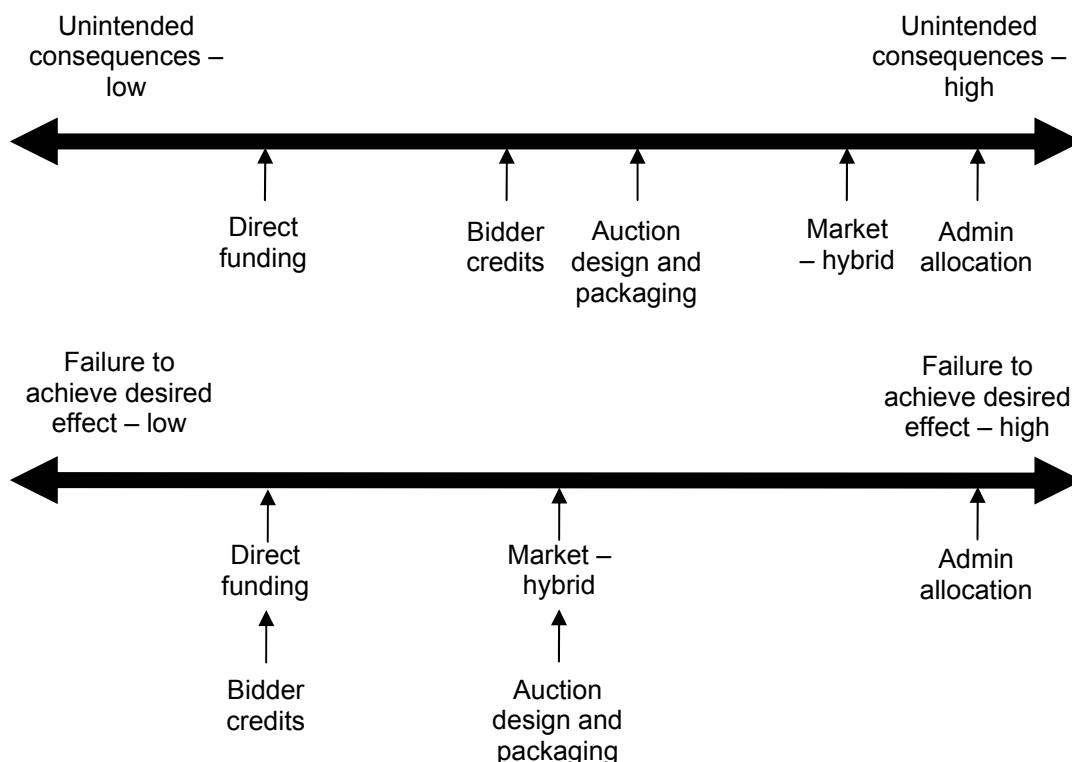 Unintended
consequences –
low
Unintended
consequences –
high
Direct
funding
Bidder
credits
Auction
design and
packaging
Market
– hybrid
Admin
allocation
Failure to
achieve desired
effect – low
Failure to
achieve desired
effect – high
Direct
funding
Market –
hybrid
Admin
allocation
Bidder
credits
Auction
design and
packaging